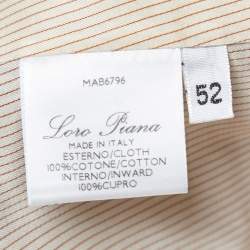 MAB6796
Loro Piana
MADE IN ITALY
ESTERNO/CLOTH
100%COTONE/COTTON
INTERNO/INWARD
100%CUPRO
52